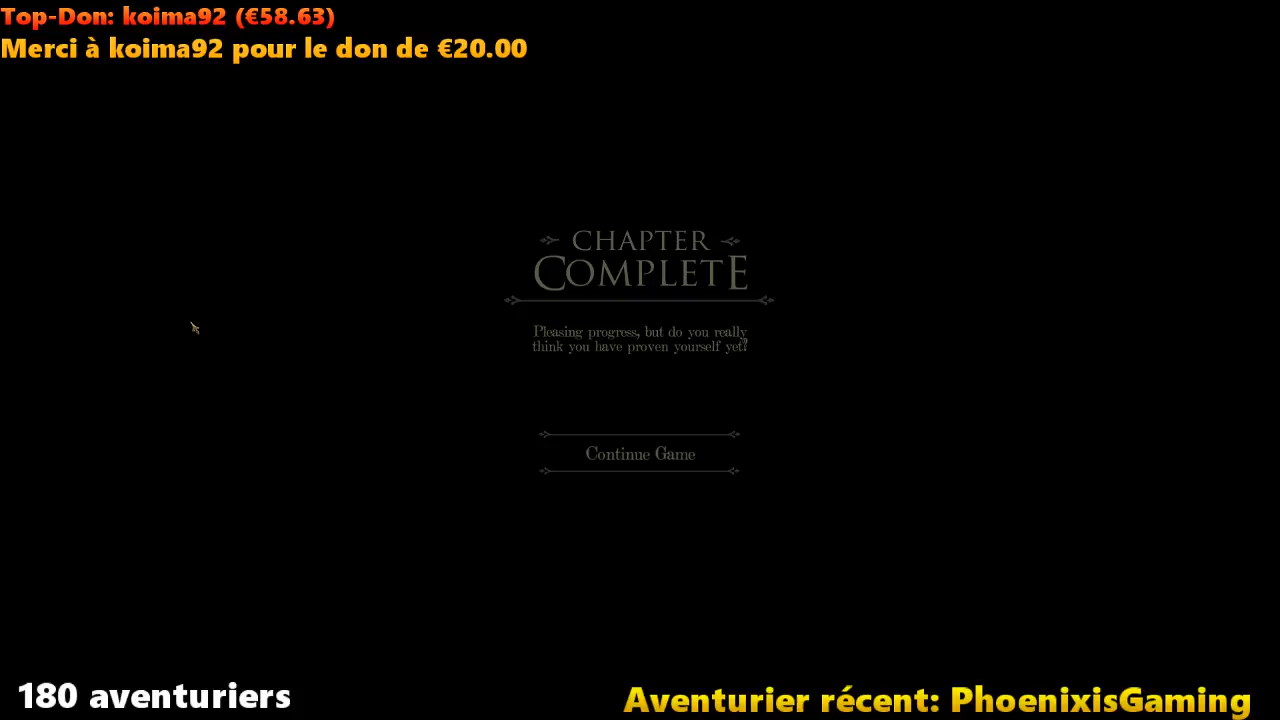 Top-Don: koima92 (€58.63)
Merci à koima92 pour le don de €20.00
CHAPTER
COMPLETE
Pleasing progress, but do you really
think you have proven yourself yet?
Continue Game
180 aventuriers
Aventurier récent: PhoenixisGaming